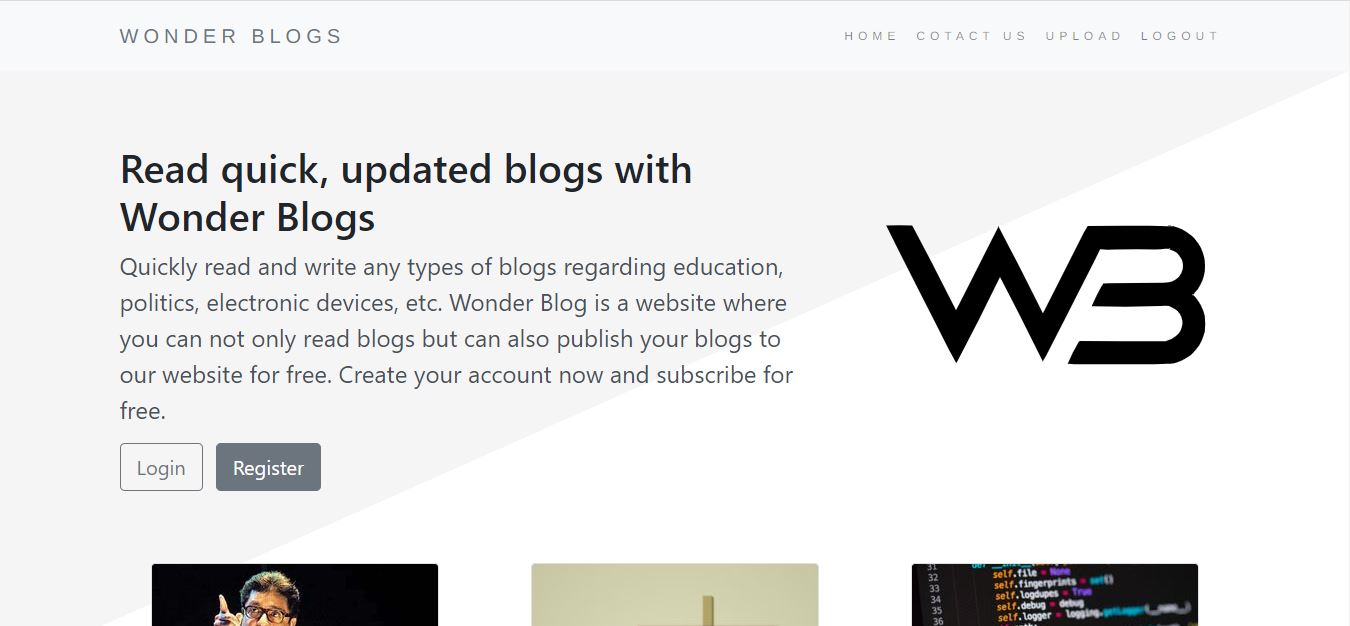 WONDER BLOGS
HOME COTACT US UPLOAD LOGOUT
Read quick, updated blogs with
Wonder Blogs
Quickly read and write any types of blogs regarding education,
politics, electronic devices, etc. Wonder Blog is a website where
you can not only read blogs but can also publish your blogs to
our website for free. Create your account now and subscribe for
free.
WB
Login Register
31
32 self.file = None
33 self.fingerprints = set()
34 self.logdupes = True
35 self.debug = debug
36 self.logger = logging.getLogger(__name__)